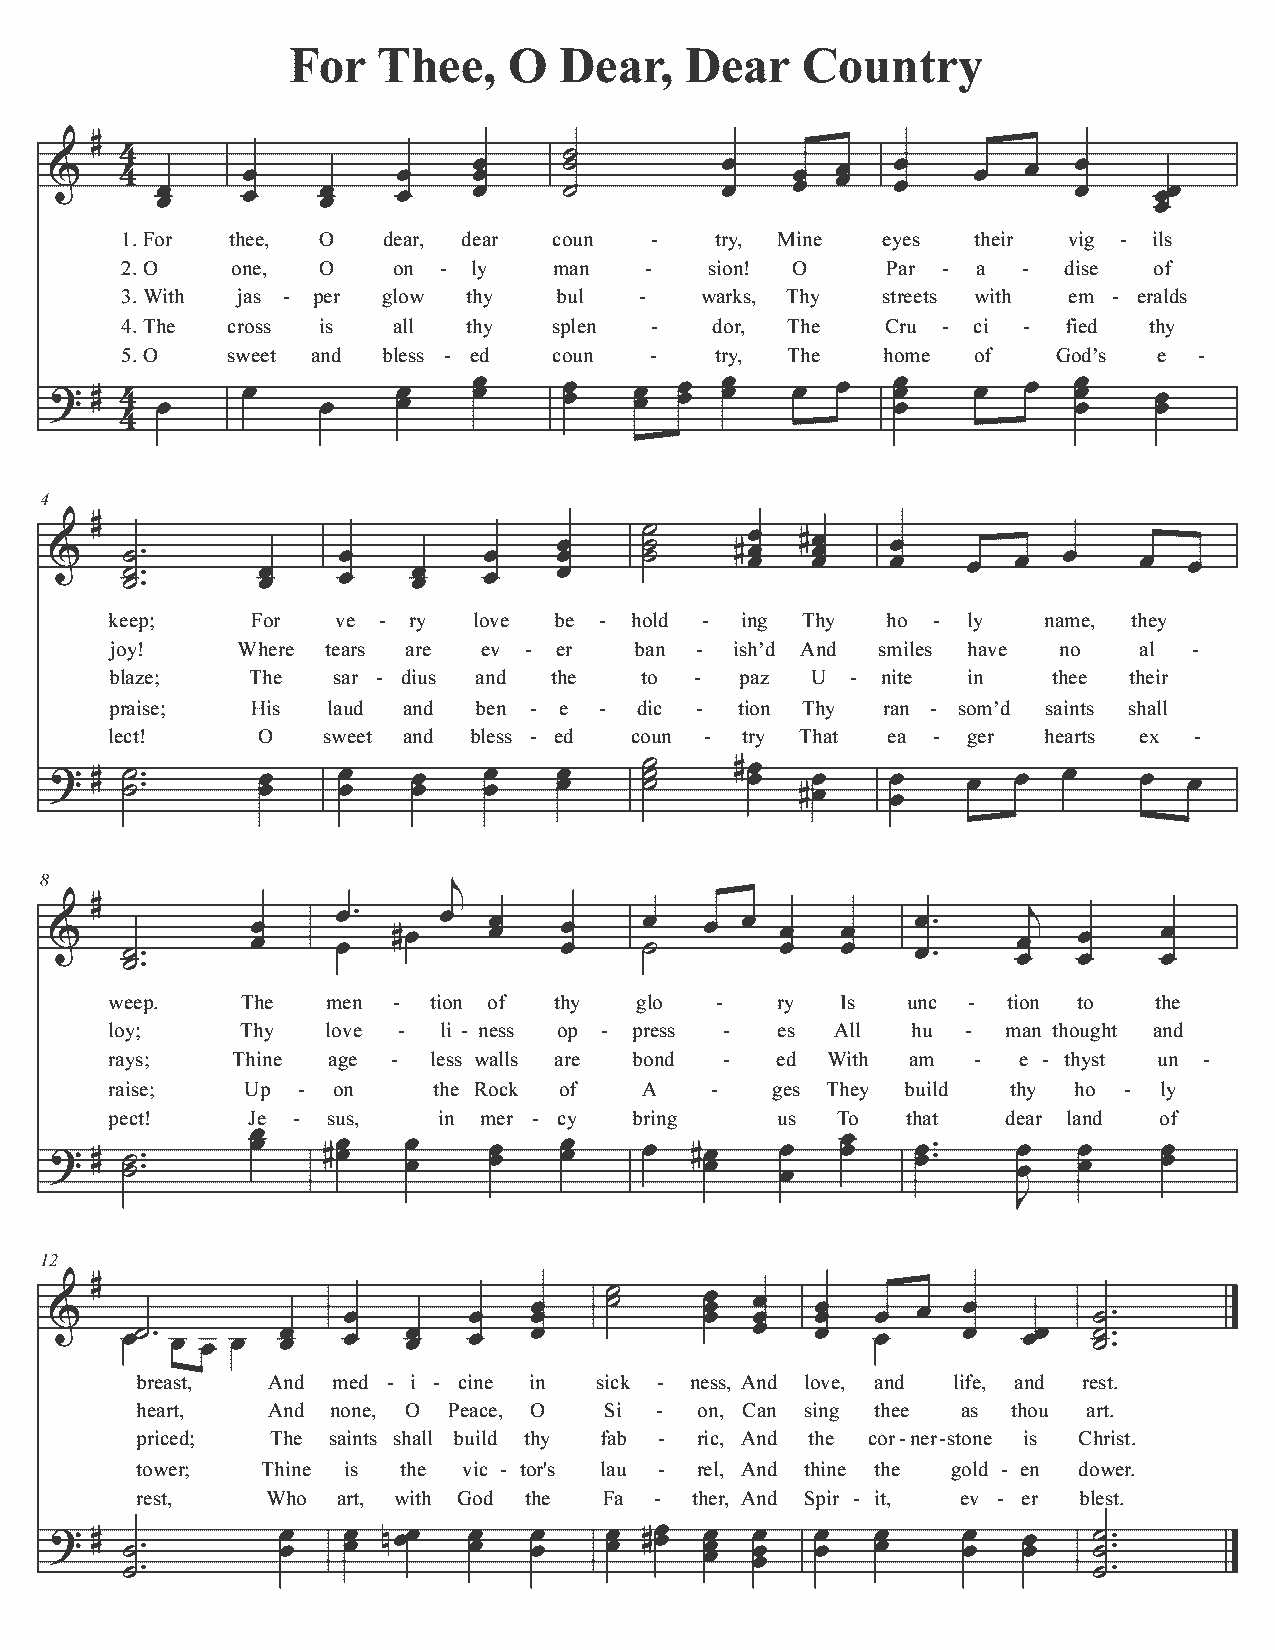 For Thee, O Dear, Dear Country
1. For thee, O dear, dear coun - try, Mine eyes their vig - ils
2. O one, O on - ly man - sion! O Par - a - dise of
3. With jas - per glow thy bul - warks, Thy streets with em - eralds
4. The cross is all thy splen - dor, The Cru - ci - fied thy
5. O sweet and bless - ed coun - try, The home of God's e -
4
keep; For ve - ry love be - hold - ing Thy ho - ly name, they
joy! Where tears are ev - er ban - ish'd And smiles have no al -
blaze; The sar - dius and the to - paz U - nite in thee their
praise; His laud and ben - e - dic - tion Thy ran - som'd saints shall
lect! O sweet and bless - ed coun - try That ea - ger hearts ex -
8
weep. The men - tion of thy glo - ry Is unc - tion to the
loy; Thy love - li - ness op - press - es All hu - man thought and
rays; Thine age - less walls are bond - ed With am - e - thyst un -
raise; Up - on the Rock of A - ges They build thy ho - ly
pect! Je - sus, in mer - cy bring us To that dear land of
12
breast, And med - i - cine in sick - ness, And love, and life, and rest.
heart, And none, O Peace, O Si - on, Can sing thee as thou art.
priced; The saints shall build thy fab - ric, And the cor - ner - stone is Christ.
tower; Thine is the vic - tor's lau - rel, And thine the gold - en dower.
rest, Who art, with God the Fa - ther, And Spir - it, ev - er blest.